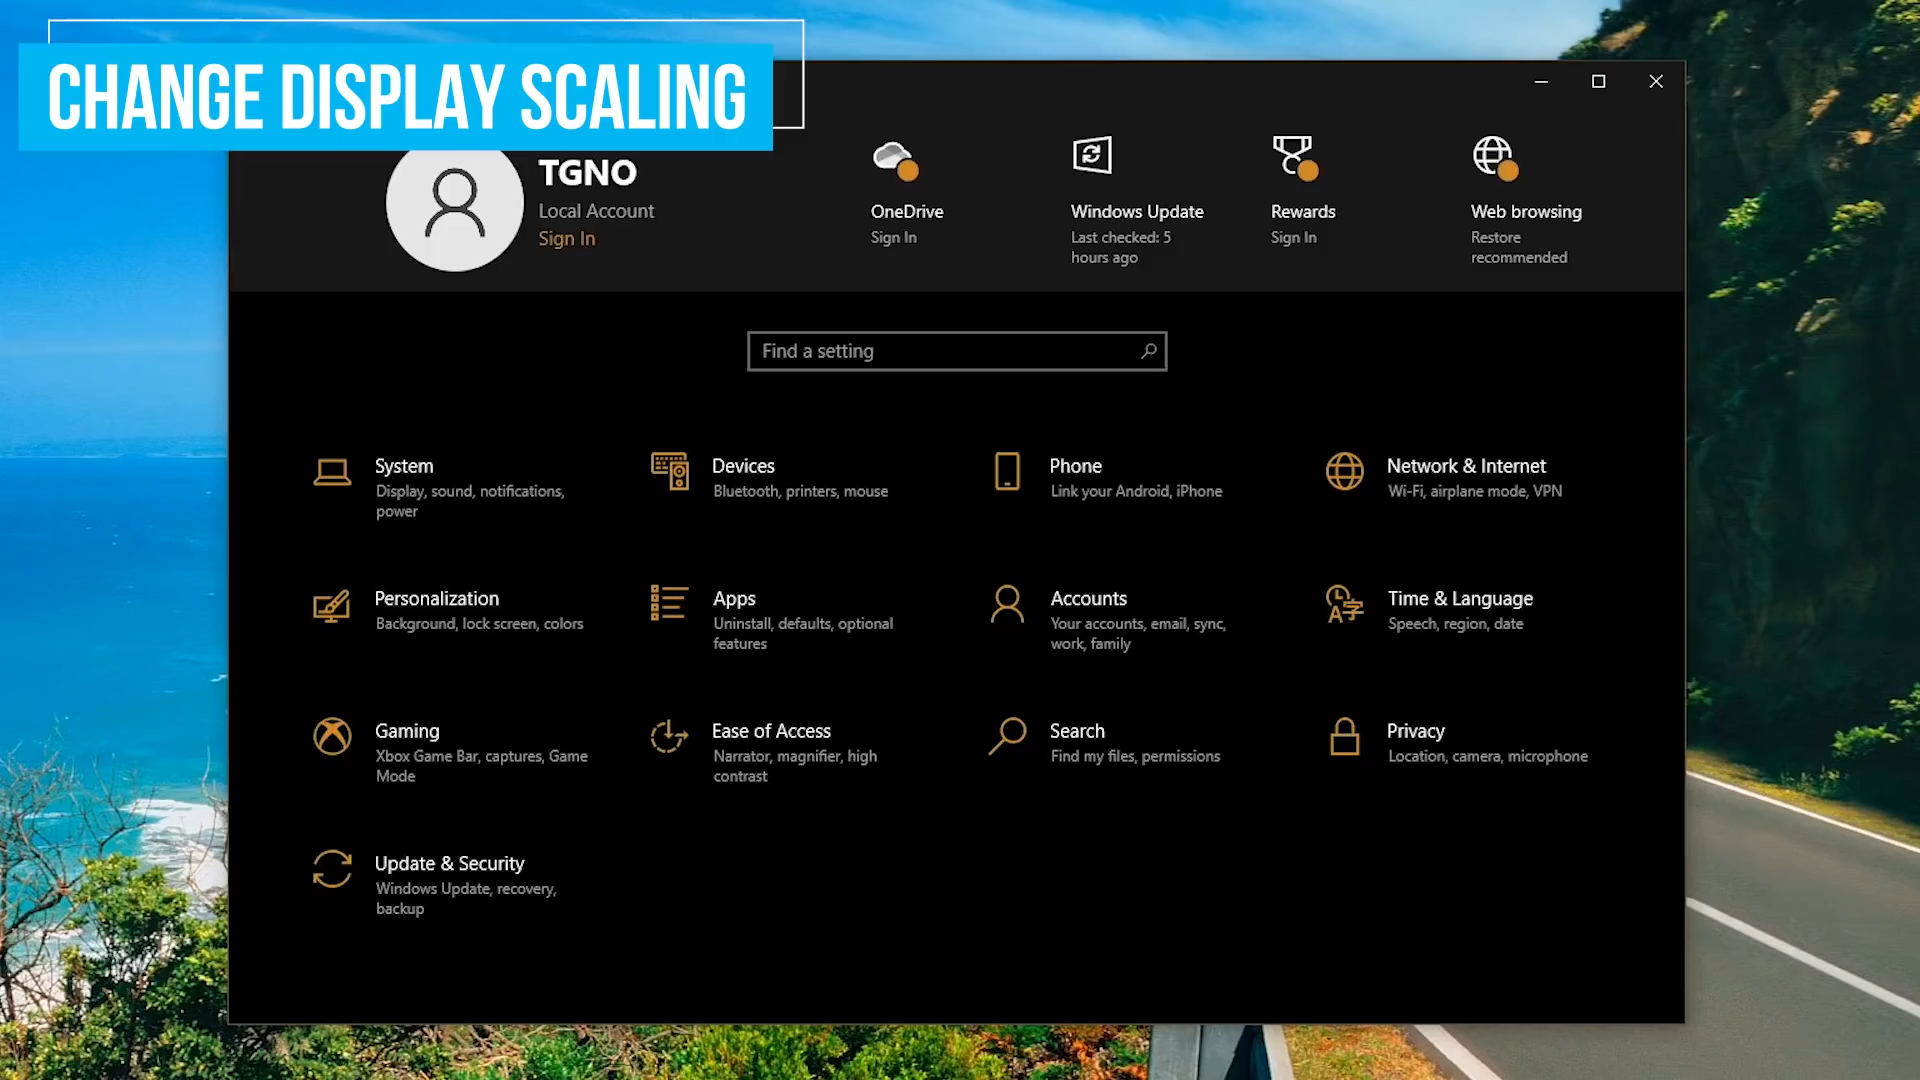 CHANGE DISPLAY SCALING
TGNO
Local Account
Sign In
OneDrive
Sign In
Windows Update
Last checked: 5
hours ago
Rewards
Sign In
Web browsing
Restore
recommended
Find a setting
System
Display, sound, notifications,
power
Devices
Bluetooth, printers, mouse
Phone
Link your Android, iPhone
Network & Internet
Wi-Fi, airplane mode, VPN
Personalization
Background, lock screen, colors
Apps
Uninstall, defaults, optional
features
Accounts
Your accounts, email, sync,
work, family
Time & Language
Speech, region, date
Gaming
Xbox Game Bar, captures, Game
Mode
Ease of Access
Narrator, magnifier, high
contrast
Search
Find my files, permissions
Privacy
Location, camera, microphone
Update & Security
Windows Update, recovery,
backup